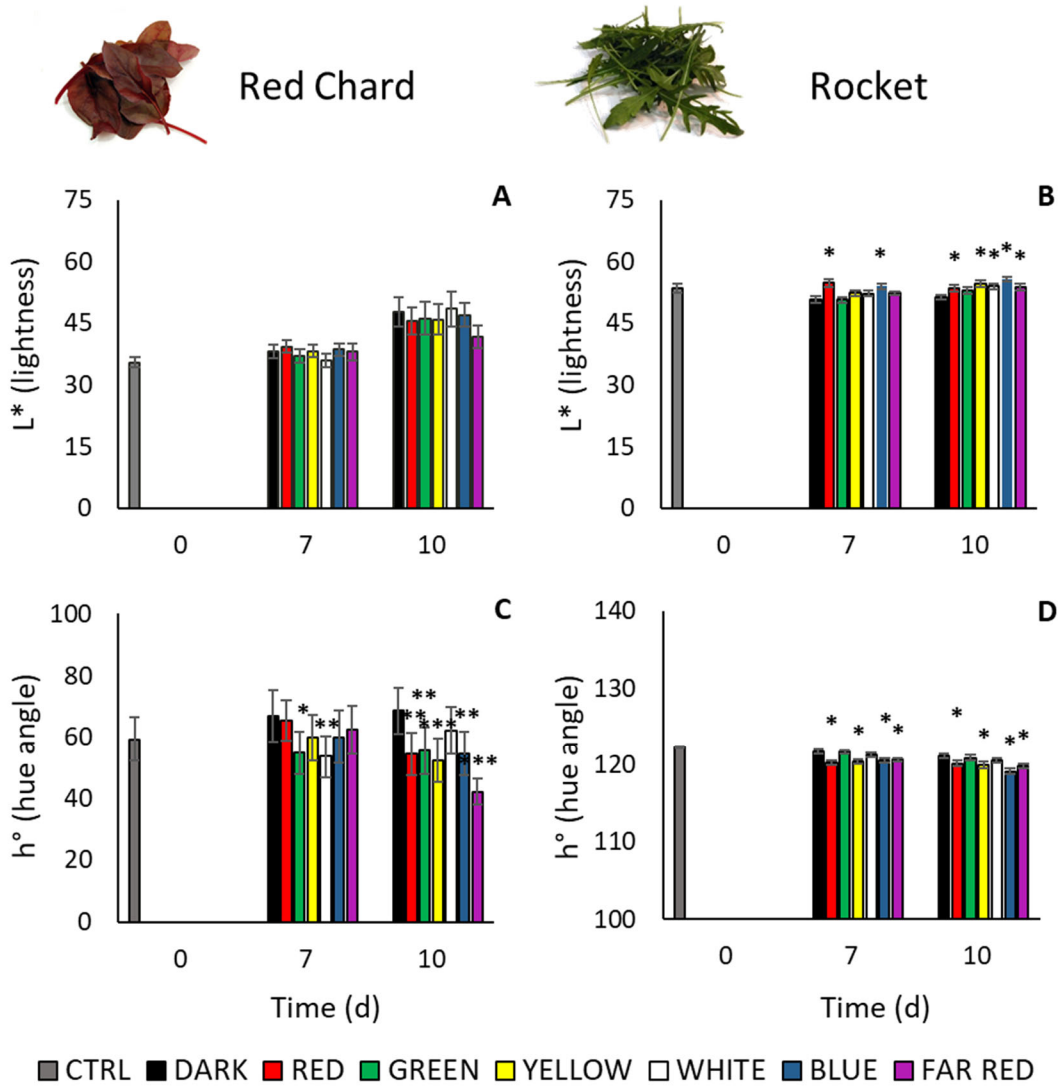 Red Chard
Rocket
A
75
60
45
30
15
0
L* (lightness)
0 7 10
B
75
60
45
30
15
0
L* (lightness)
* * * * * * *
0 7 10
C
100
80
60
40
20
0
h° (hue angle)
* ** ** ** *** ** ***
0 7 10
Time (d)
D
140
130
120
110
100
h° (hue angle)
* * * * * * * *
0 7 10
Time (d)
CTRL DARK RED GREEN YELLOW WHITE BLUE FAR RED